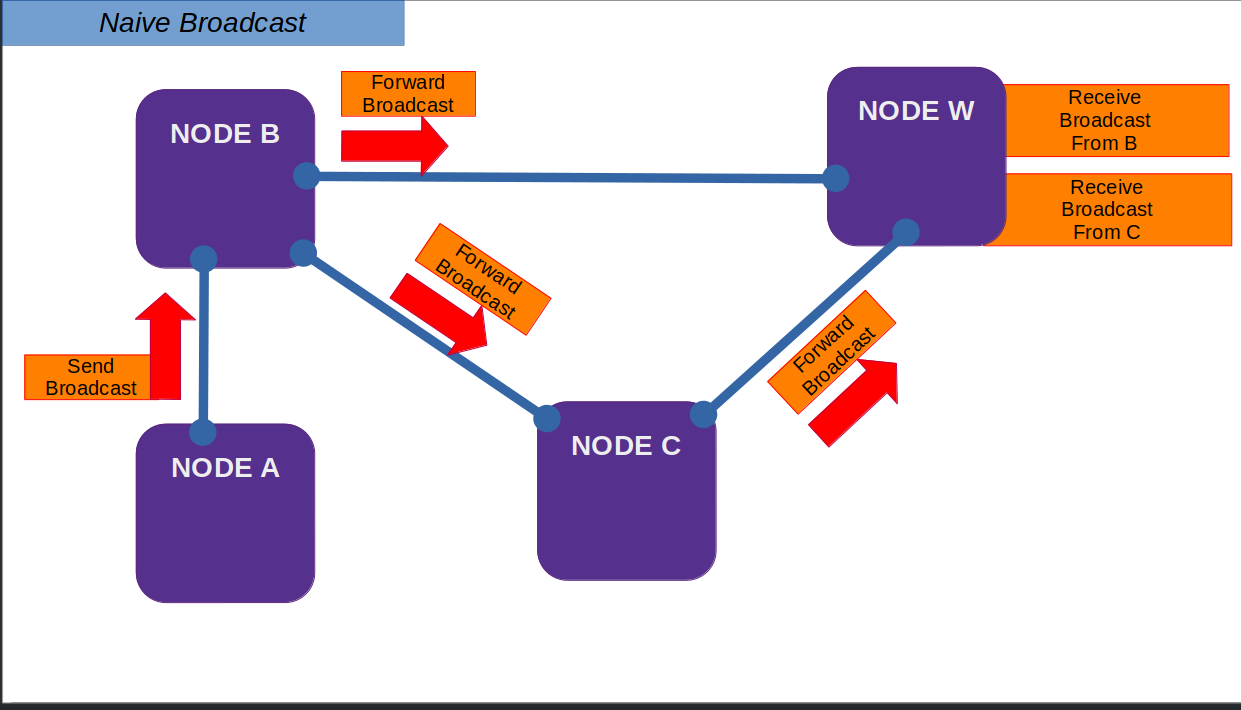 Naive Broadcast
Forward
Broadcast
NODE B
NODE W
Receive
Broadcast
From B
Receive
Broadcast
From C
Forward
Broadcast
Forward
Broadcast
Send
Broadcast
NODE A
NODE C